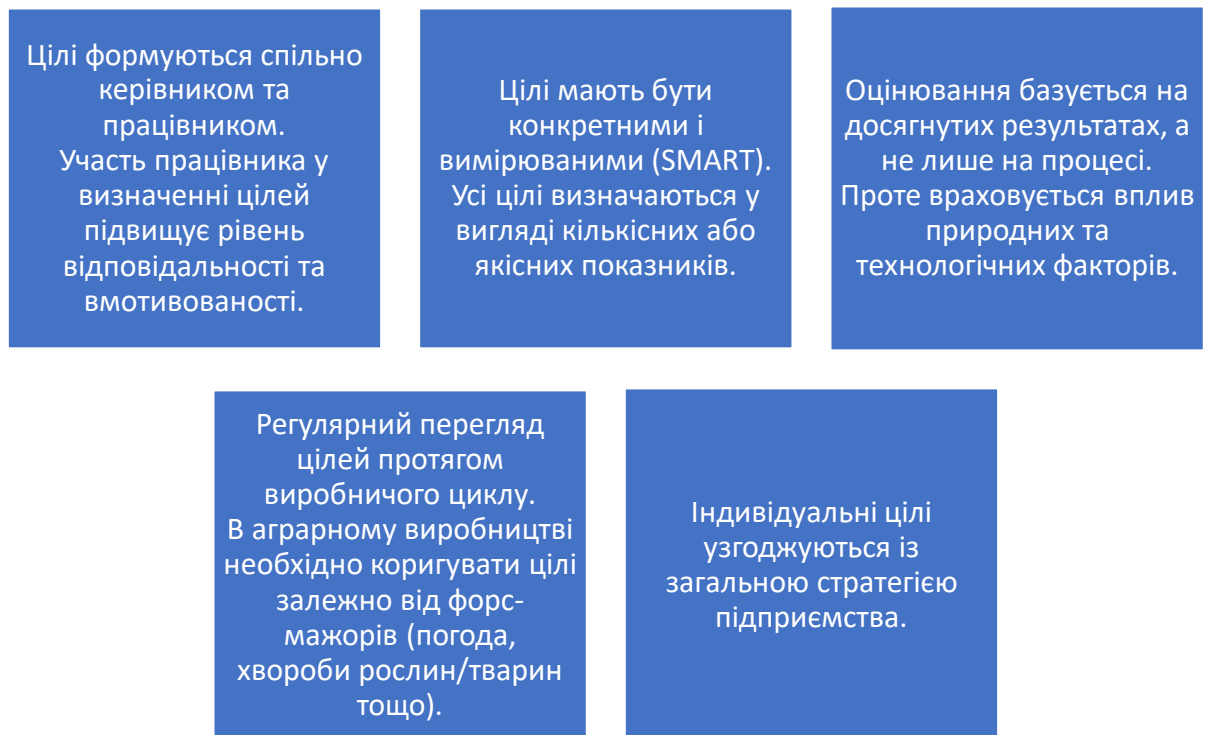 Цілі формуються спільно
керівником та
працівником.
Участь працівника у
визначенні цілей
підвищує рівень
відповідальності та
вмотивованості.
Цілі мають бути
конкретними і
вимірюваними (SMART).
Усі цілі визначаються у
вигляді кількісних або
якісних показників.
Оцінювання базується на
досягнутих результатах, а
не лише на процесі.
Проте враховується вплив
природних та
технологічних факторів.
Регулярний перегляд
цілей протягом
виробничого циклу.
В аграрному виробництві
необхідно коригувати цілі
залежно від форс-
мажорів (погода,
хвороби рослин/тварин
тощо).
Індивідуальні цілі
узгоджуються із
загальною стратегією
підприємства.